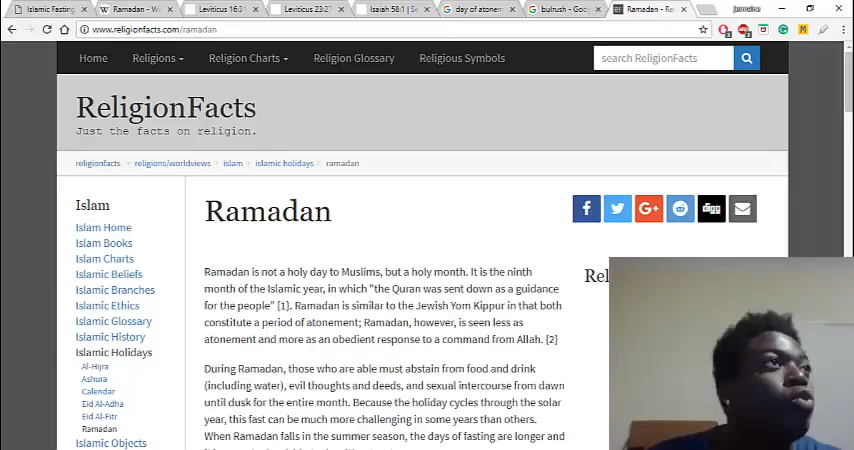 Islamic Fasting
Ramadan - Wi
Leviticus 16:31
Leviticus 23:27
Isaiah 58:1 | Se
day of atonem
bulrush - Goog
Ramadan - Rel
www.religionfacts.com/ramadan
Home
Religions
Religion Charts
Religion Glossary
Religious Symbols
search ReligionFacts
ReligionFacts
Just the facts on religion.
religionfacts > religions/worldviews > islam > islamic holidays > ramadan
Islam
Islam Home
Islam Books
Islam Charts
Islamic Beliefs
Islamic Branches
Islamic Ethics
Islamic Glossary
Islamic History
Islamic Holidays
Al-Hijra
Ashura
Calendar
Eid Al-Adha
Eid Al-Fitr
Ramadan
Islamic Objects
Ramadan
f
G+
digg
Ramadan is not a holy day to Muslims, but a holy month. It is the ninth
month of the Islamic year, in which "the Quran was sent down as a guidance
for the people" [1]. Ramadan is similar to the Jewish Yom Kippur in that both
constitute a period of atonement; Ramadan, however, is seen less as
atonement and more as an obedient response to a command from Allah. {2}
During Ramadan, those who are able must abstain from food and drink
(including water), evil thoughts and deeds, and sexual intercourse from dawn
until dusk for the entire month. Because the holiday cycles through the solar
year, this fast can be much more challenging in some years than others.
When Ramadan falls in the summer season, the days of fasting are longer and
Rel